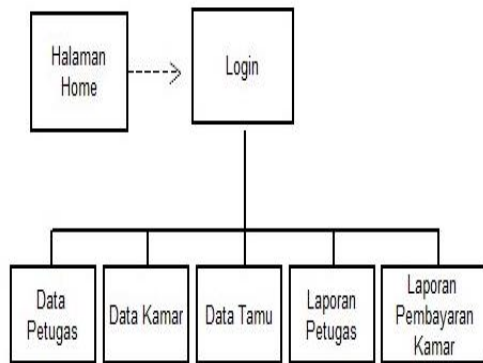 Halaman
Home
Login
Data
Petugas
Data Kamar
Data Tamu
Laporan
Petugas
Laporan
Pembayaran
Kamar